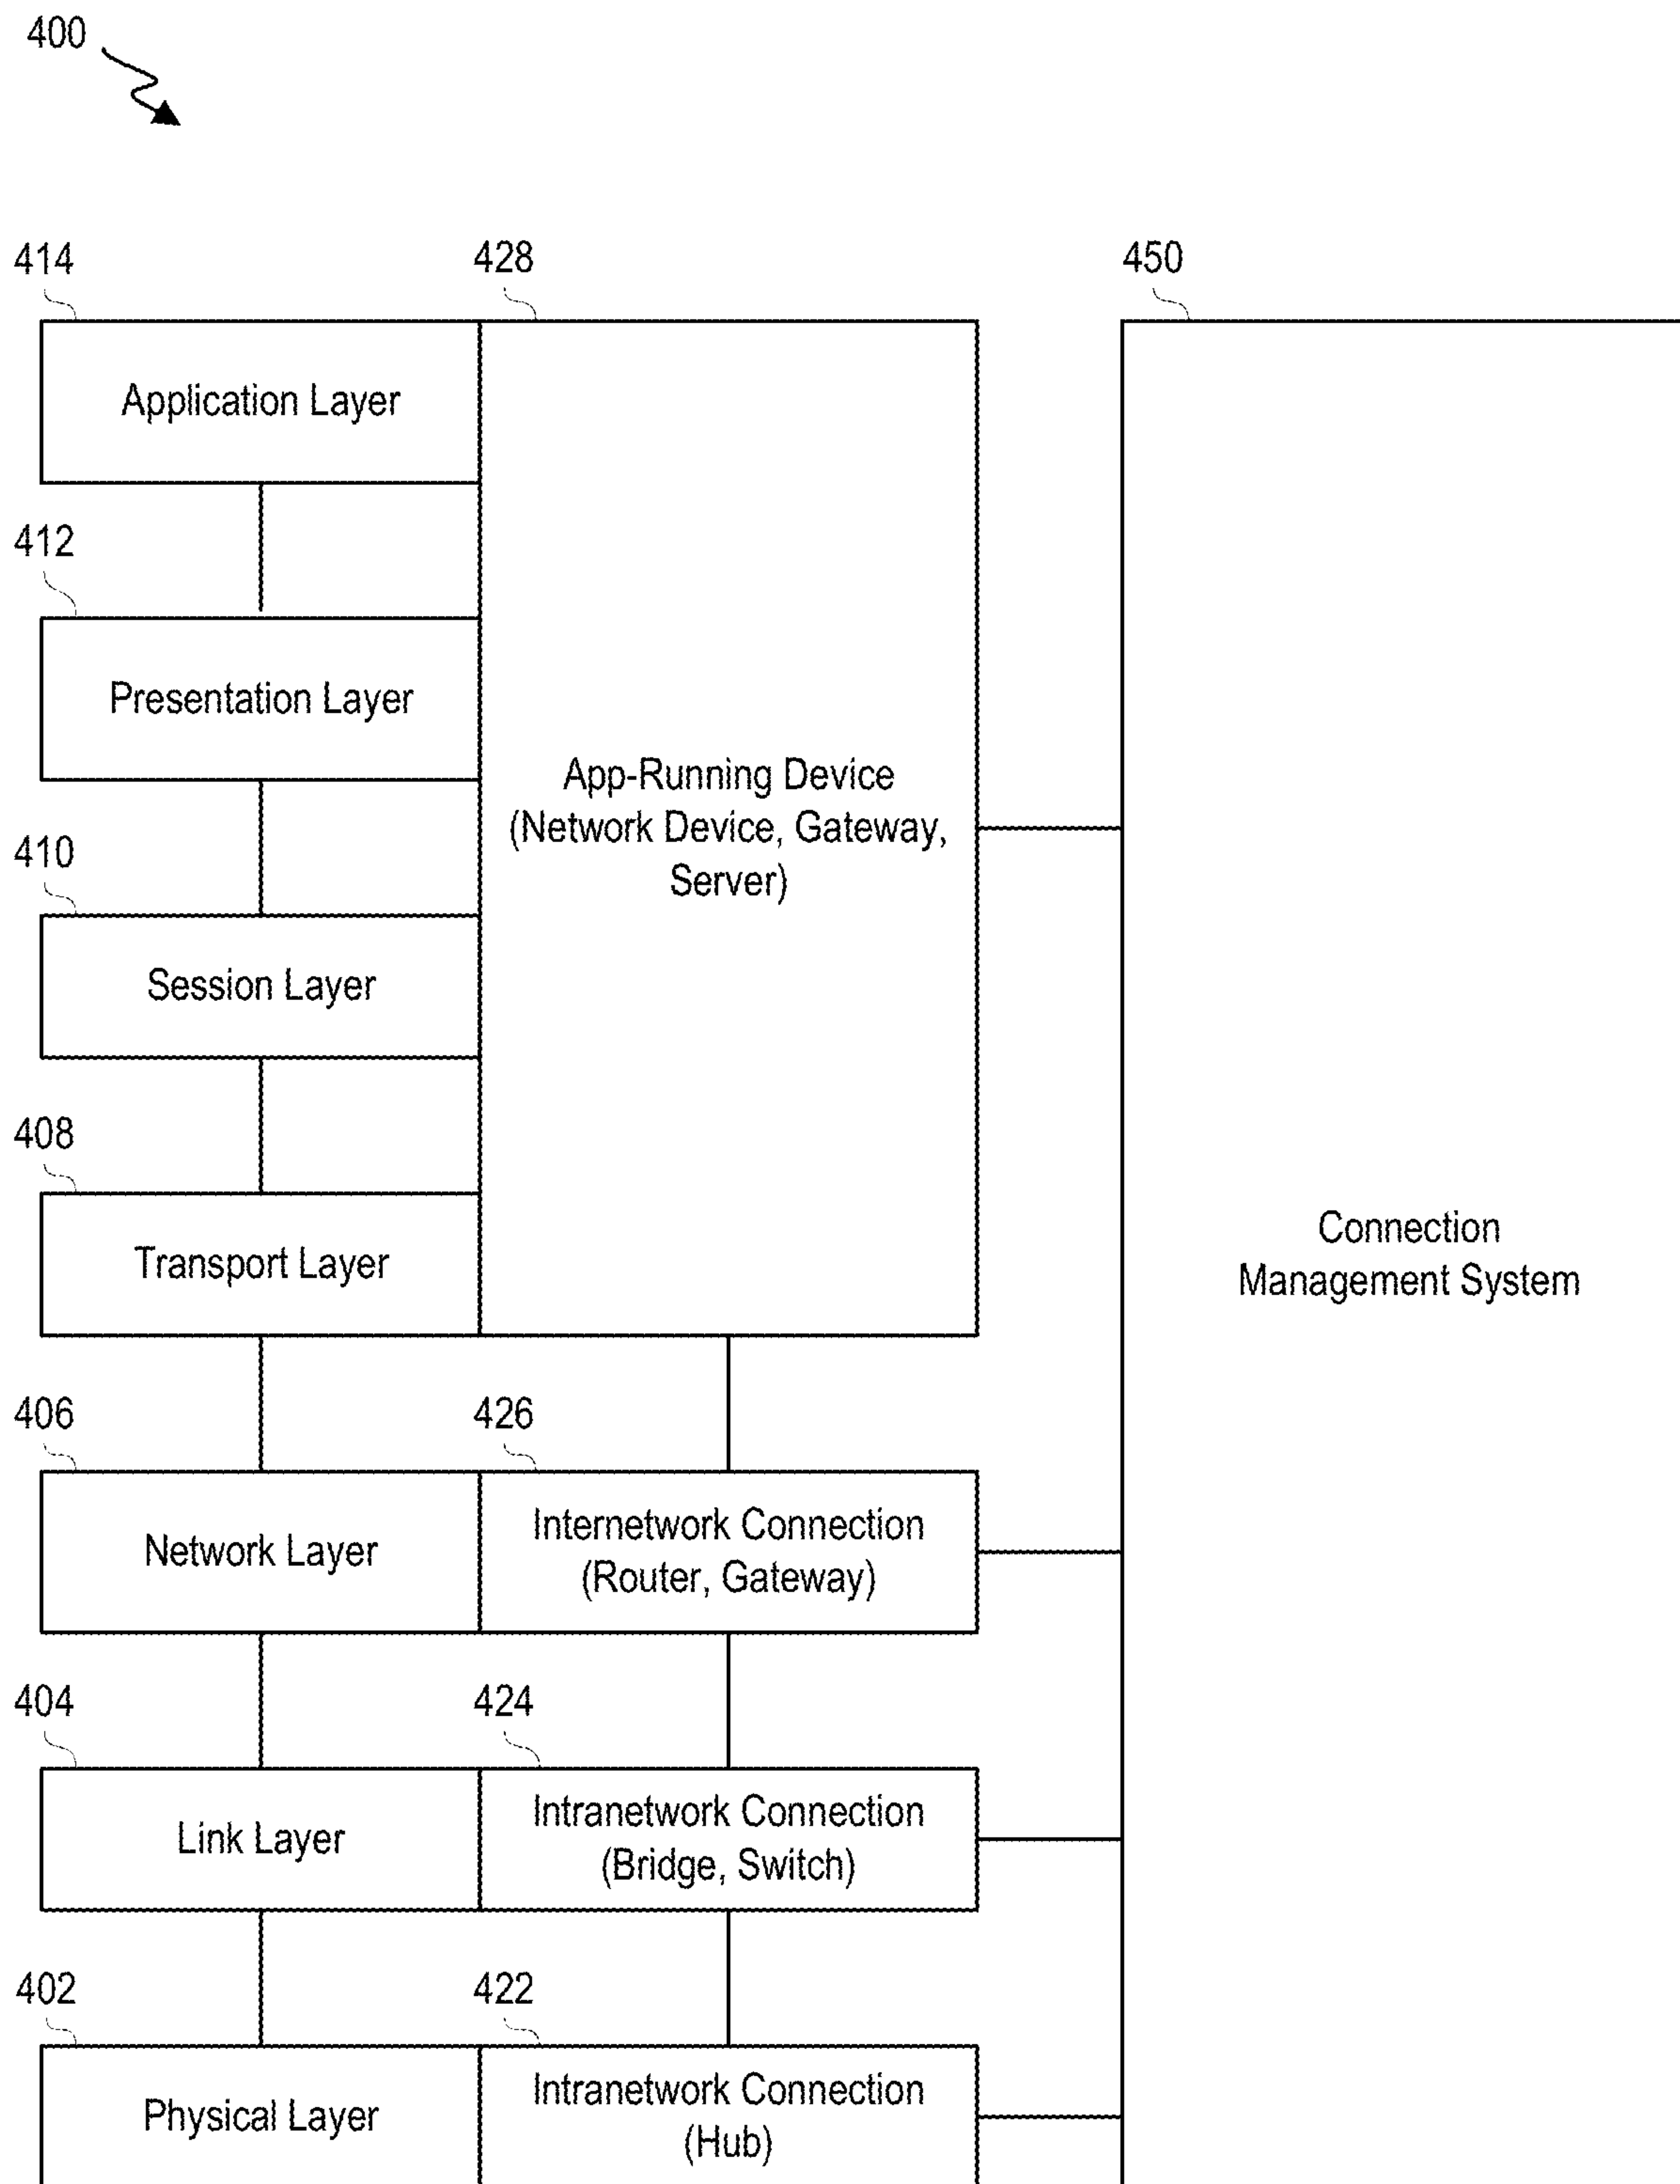 400
414
428
450
Application Layer
412
Presentation Layer
App-Running Device
(Network Device, Gateway,
Server)
410
Session Layer
408
Transport Layer
Connection
Management System
406
426
Network Layer
Internetwork Connection
(Router, Gateway)
404
424
Link Layer
Intranetwork Connection
(Bridge, Switch)
402
422
Physical Layer
Intranetwork Connection
(Hub)